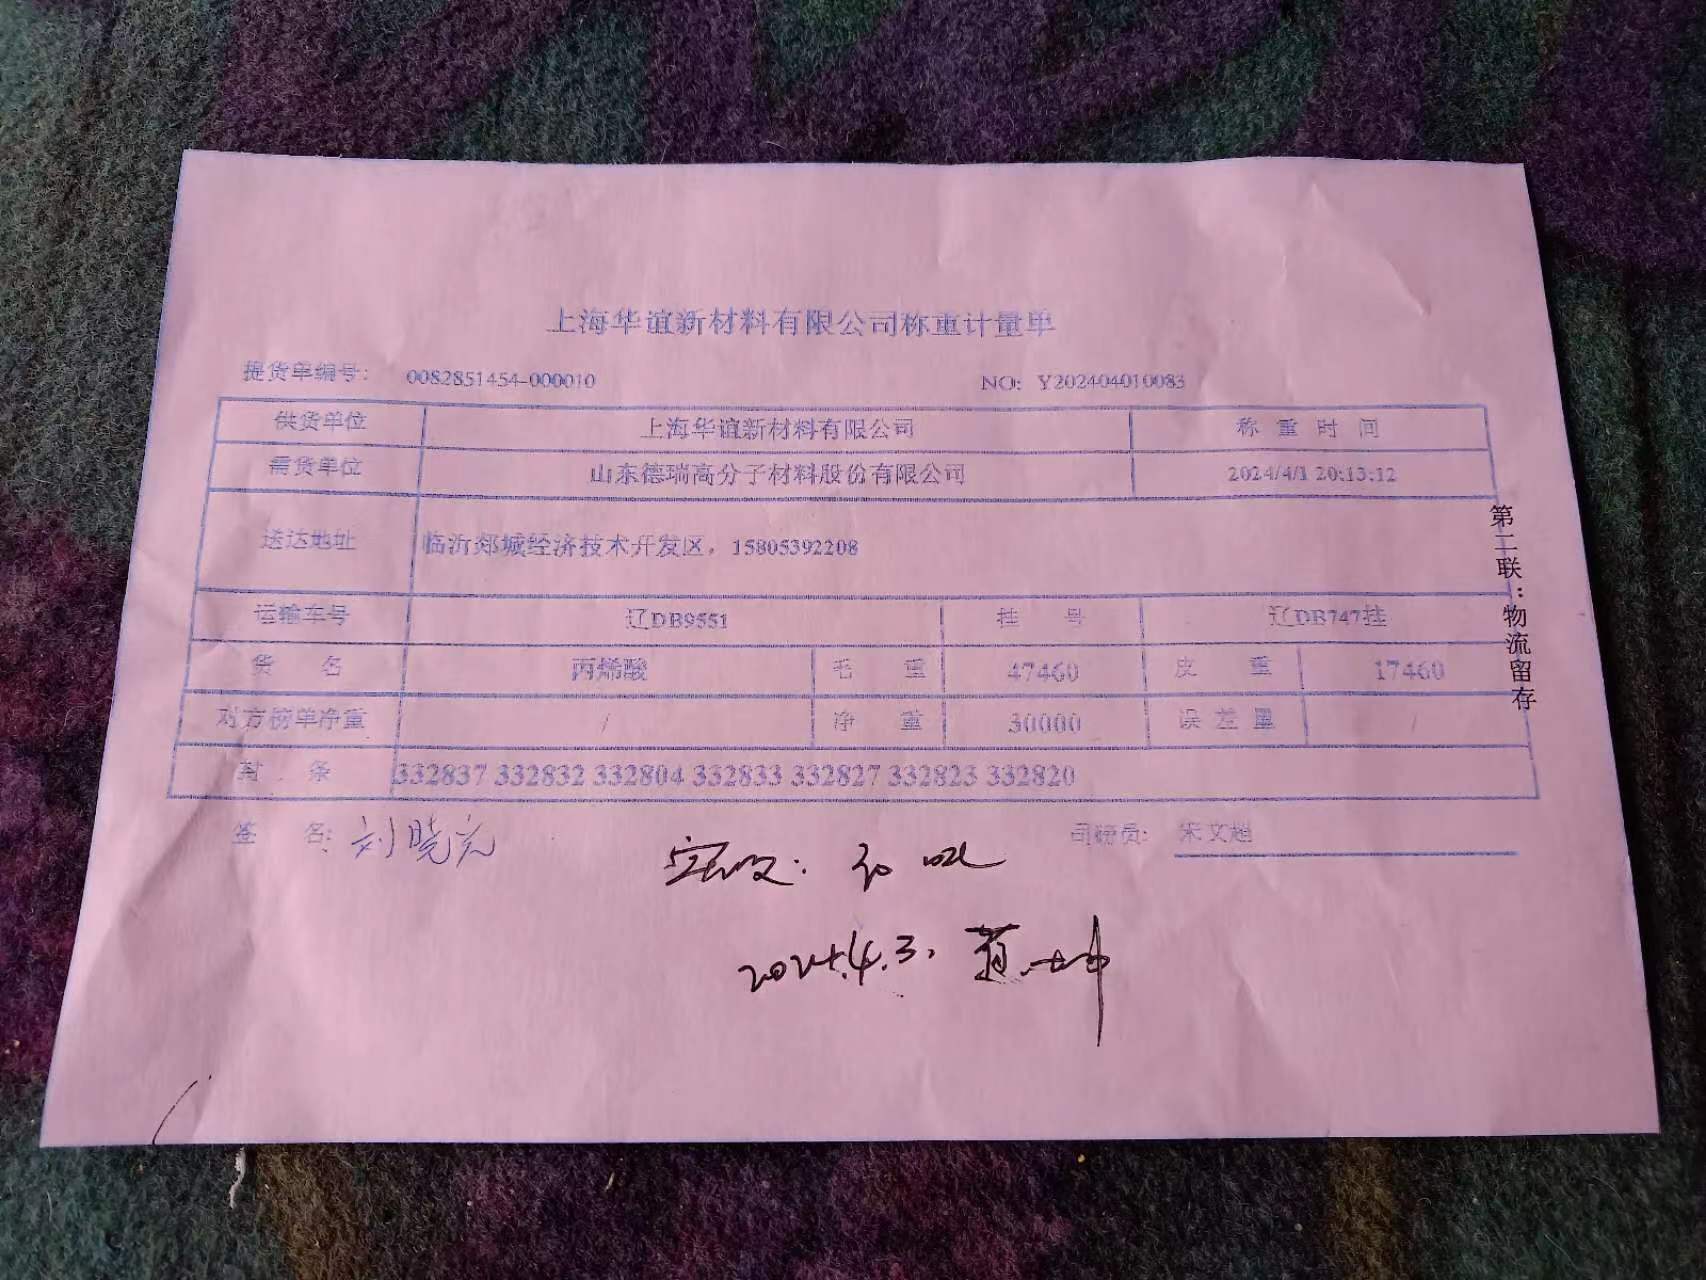 上海华谊新材料有限公司称重计量单
提货单编号： 0082851454-000010 NO: Y202404010083
供货单位 上海华谊新材料有限公司 称重时间
需货单位 山东德瑞高分子材料股份有限公司 2024/4/1 20:13:12
送达地址 临沂郯城经济技术开发区，15805392208
运输车号 辽DB9551 挂号 辽DB747挂
货名 丙烯酸 毛重 47460 皮重 17460
对方榜单净重 / 净重 30000 误差量 /
封条 332837 332832 332804 332833 332827 332823 332820
签名: 刘晓亮 司磅员: 宋文超
实收:
2024.4.3.
第二联：物流留存